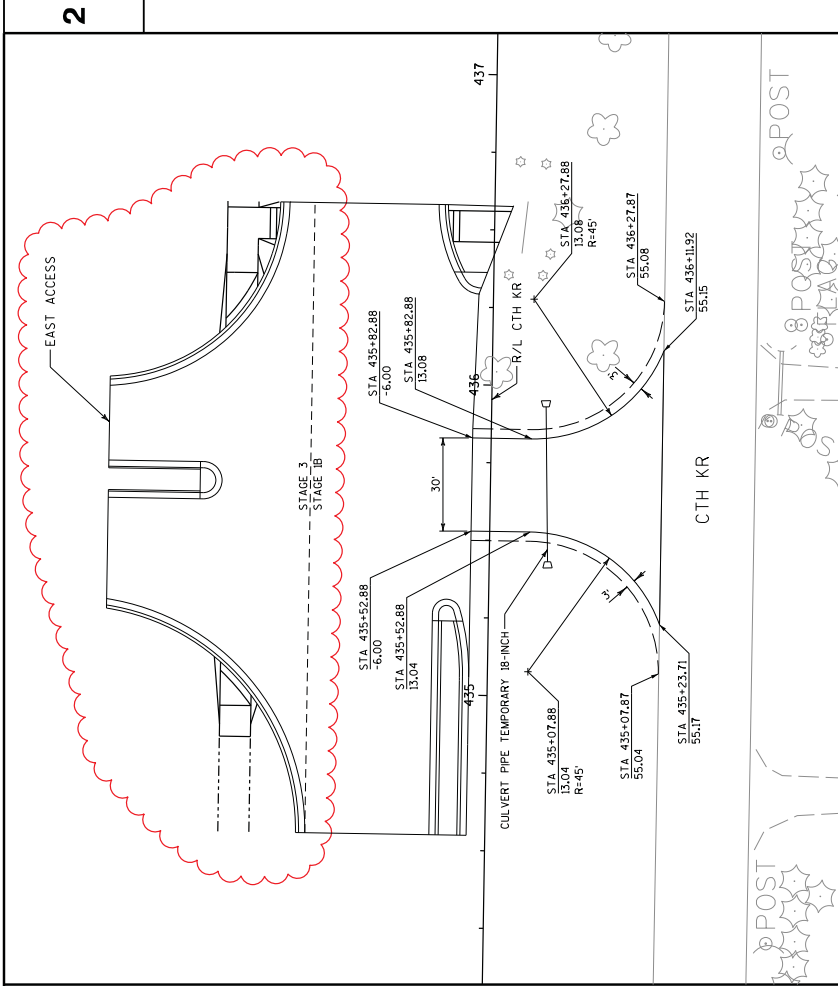 2
EAST ACCESS
STAGE 3
STAGE 1B
437
436
435
R/L CTH KR
STA 435+82.88
-6.00
STA 435+82.88
13.08
STA 436+27.88
13.08
R=45'
STA 436+27.87
55.08
STA 436+11.92
55.15
30'
3'
3'
STA 435+52.88
-6.00
STA 435+52.88
13.04
CULVERT PIPE TEMPORARY 18-INCH
STA 435+07.88
13.04
R=45'
STA 435+07.87
55.04
STA 435+23.71
55.17
CTH KR
POST
8POST
POST